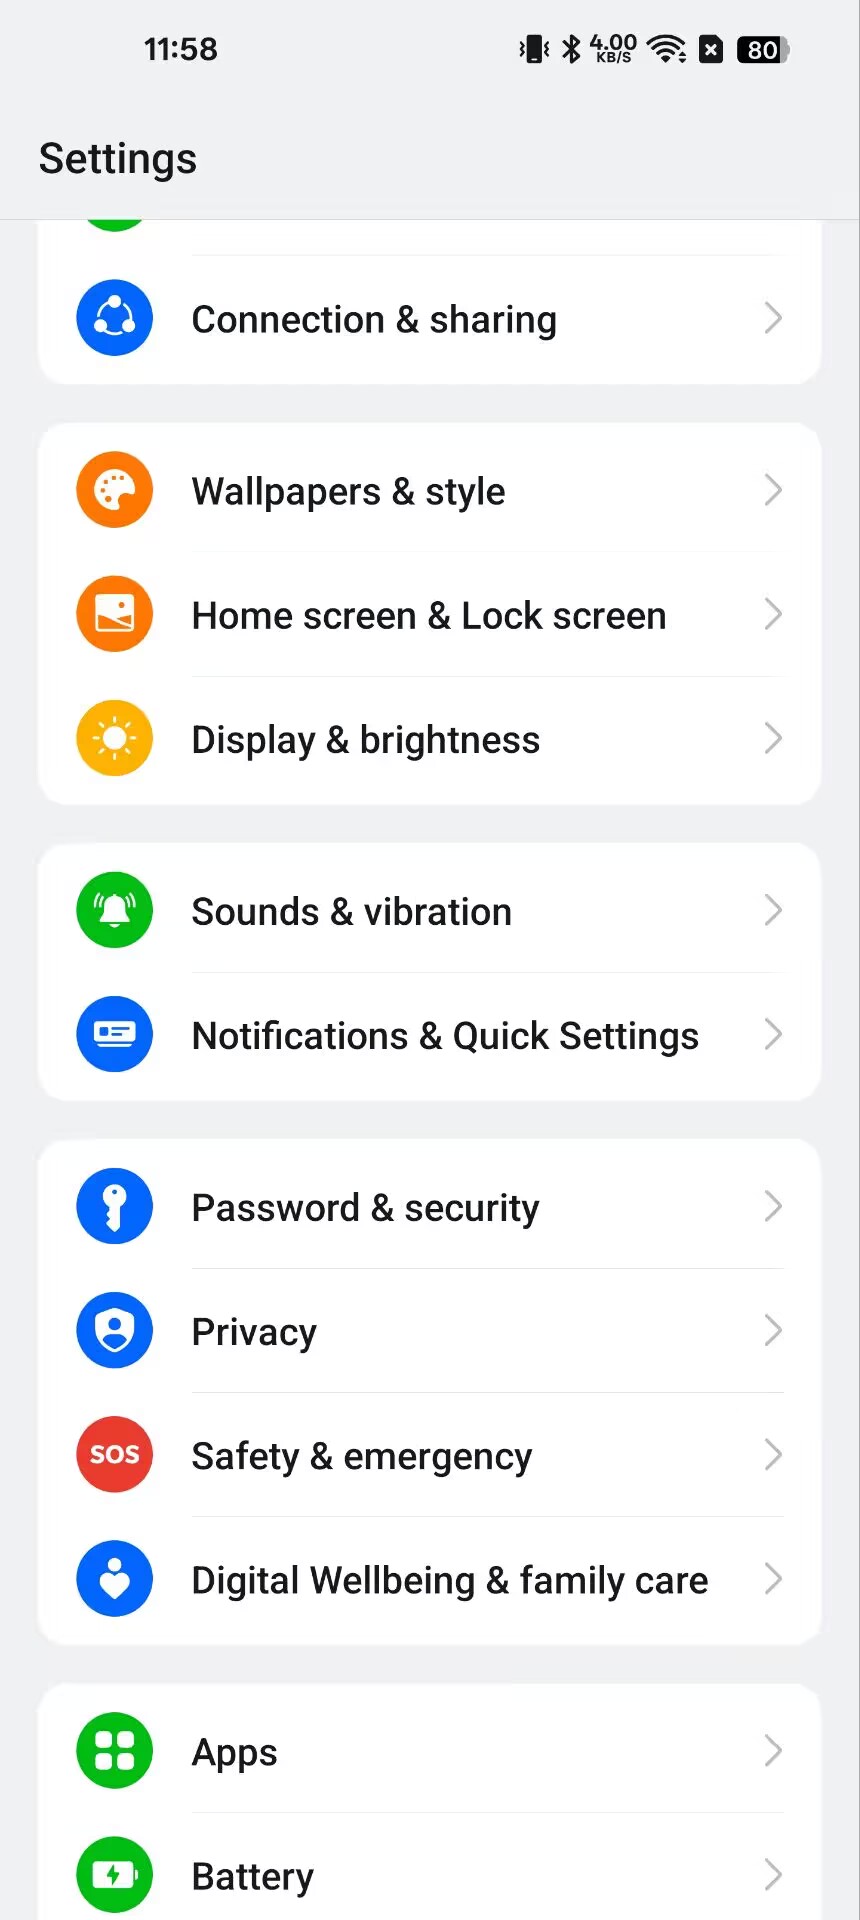 11:58 4.00 KB/S 80
Settings
Connection & sharing
Wallpapers & style
Home screen & Lock screen
Display & brightness
Sounds & vibration
Notifications & Quick Settings
Password & security
Privacy
SOS Safety & emergency
Digital Wellbeing & family care
Apps
Battery